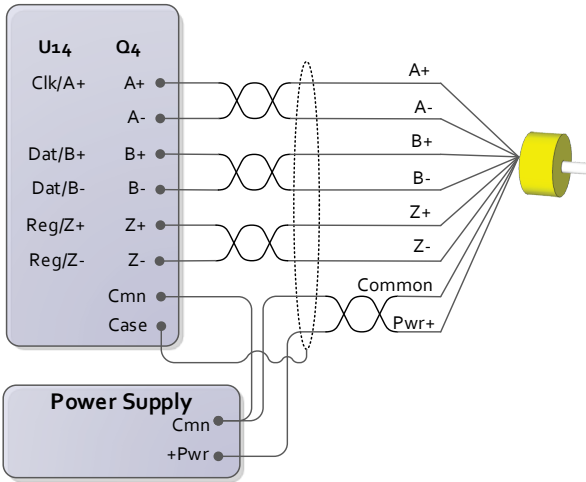 U14 Q4
Clk/A+ A+ A+
A- A-
Dat/B+ B+ B+
Dat/B- B- B-
Reg/Z+ Z+ Z+
Reg/Z- Z- Z-
Cmn Common
Case Pwr+
Power Supply
Cmn
+Pwr